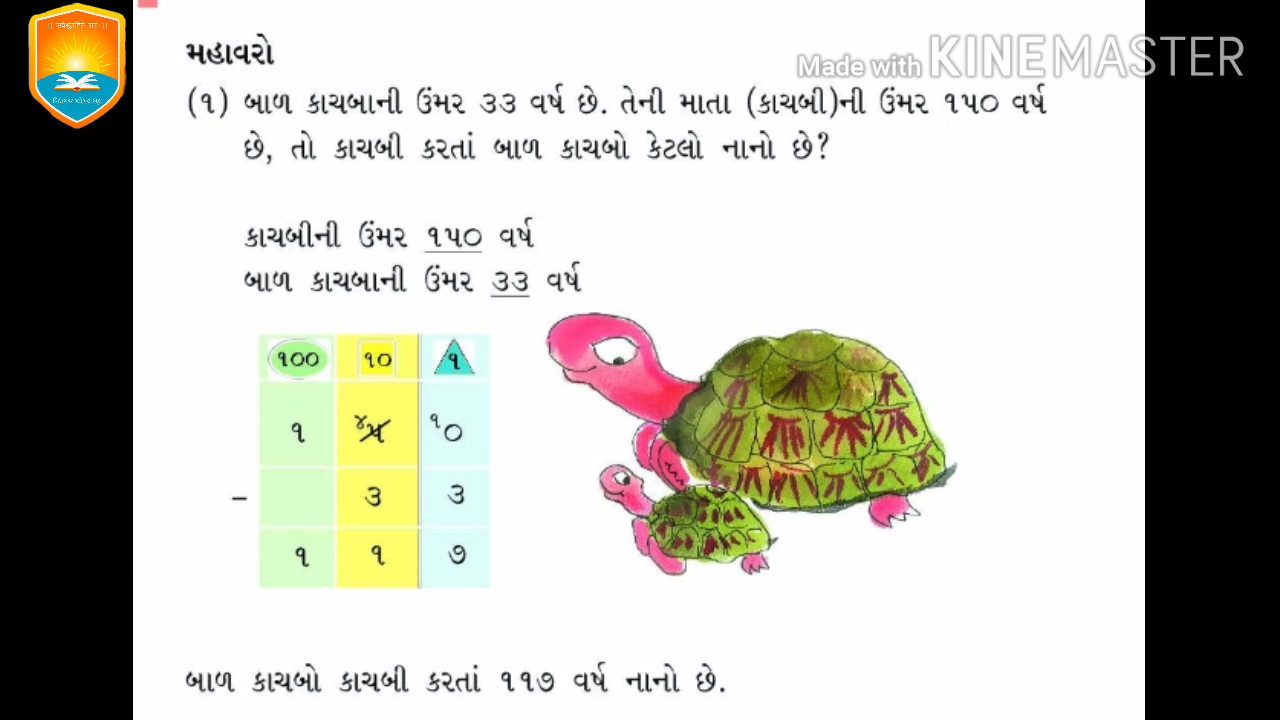 Made with KINEMASTER
મહાવરો
(૧) બાળ કાચબાની ઉંમર ૩૩ વર્ષ છે. તેની માતા (કાચબી)ની ઉંમર ૧૫૦ વર્ષ
છે, તો કાચબી કરતાં બાળ કાચબો કેટલો નાનો છે?
કાચબીની ઉંમર ૧૫૦ વર્ષ
બાળ કાચબાની ઉંમર ૩૩ વર્ષ
૧૦૦ ૧૦ ૧
૧ ૪ ૫ ૧ ૦
− ૩ ૩
૧ ૧ ૭
બાળ કાચબો કાચબી કરતાં ૧૧૭ વર્ષ નાનો છે.